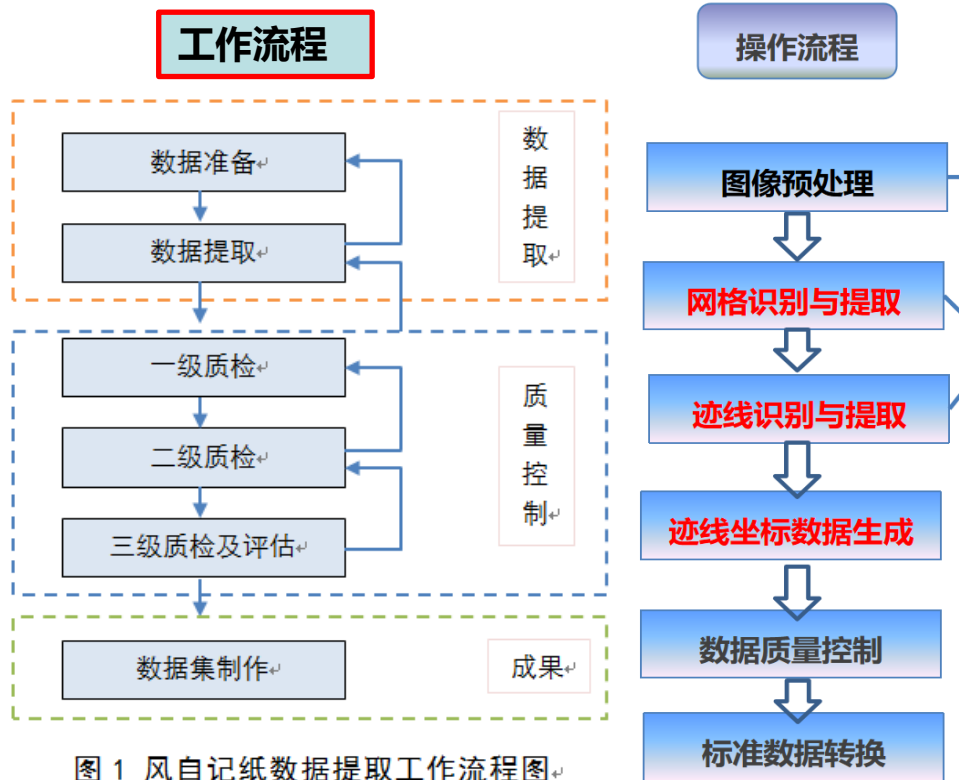 工作流程
数据准备
数据提取
数据提取
一级质检
二级质检
三级质检及评估
质量控制
数据集制作
成果
图 1 风自记纸数据提取工作流程图
操作流程
图像预处理
网格识别与提取
迹线识别与提取
迹线坐标数据生成
数据质量控制
标准数据转换